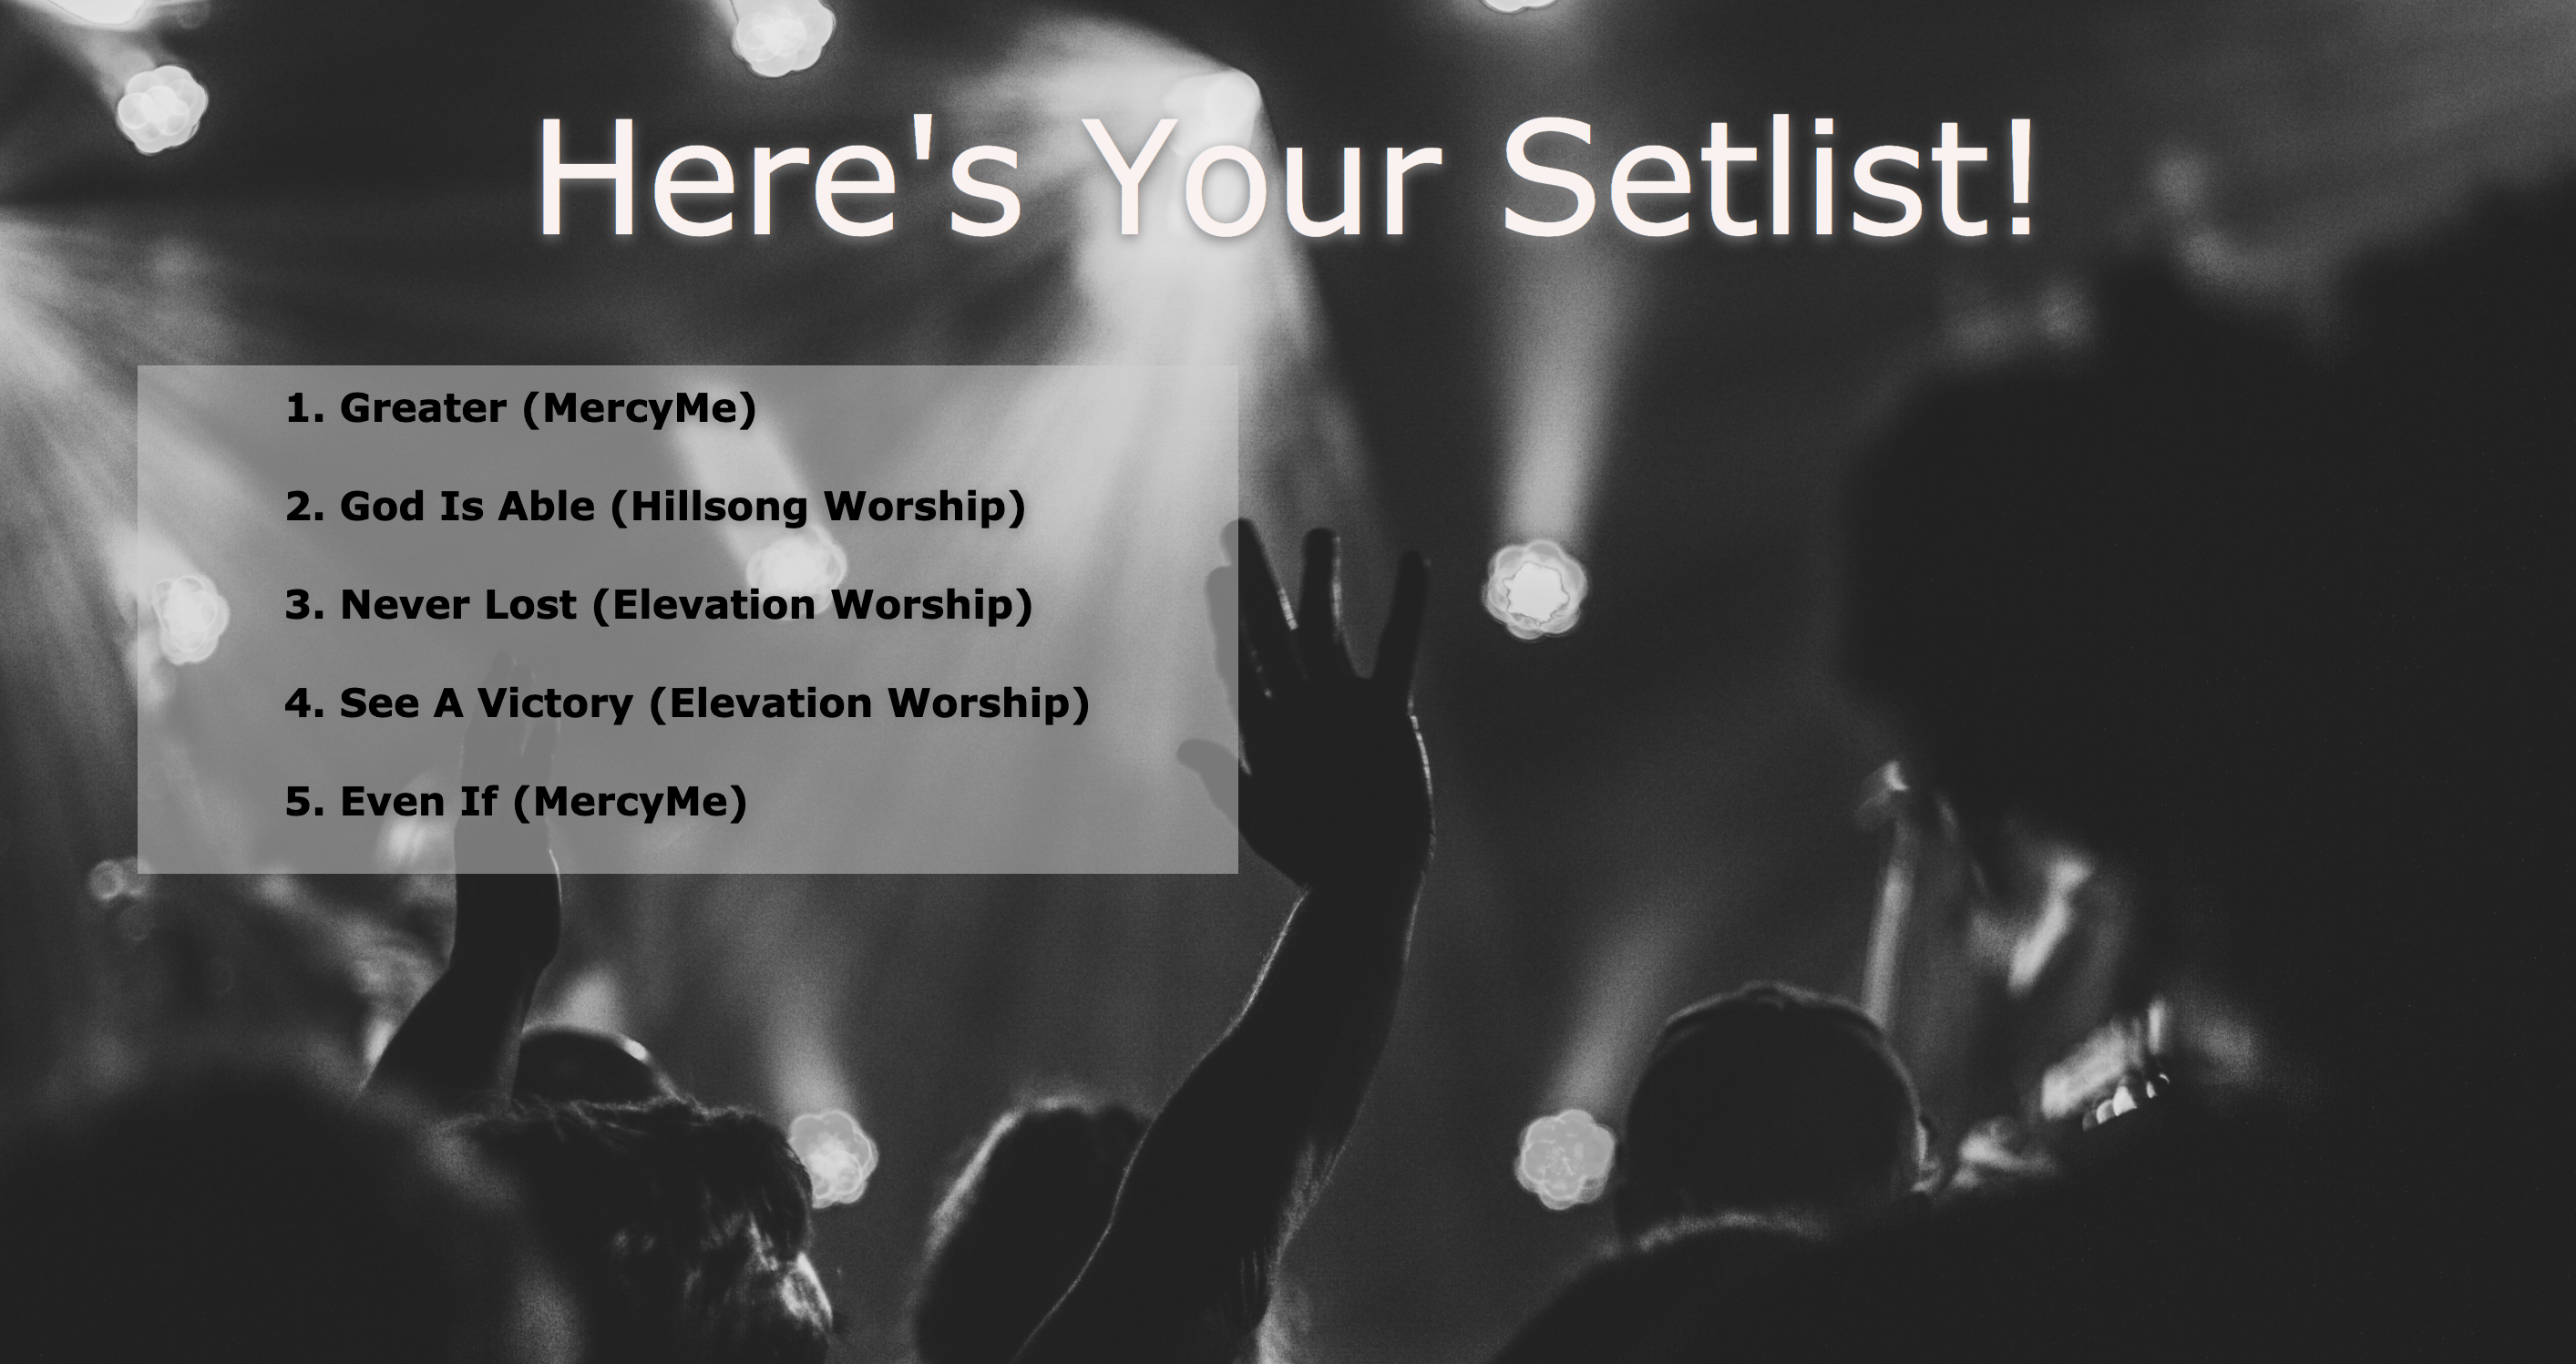 Here's Your Setlist!
1. Greater (MercyMe)
2. God Is Able (Hillsong Worship)
3. Never Lost (Elevation Worship)
4. See A Victory (Elevation Worship)
5. Even If (MercyMe)